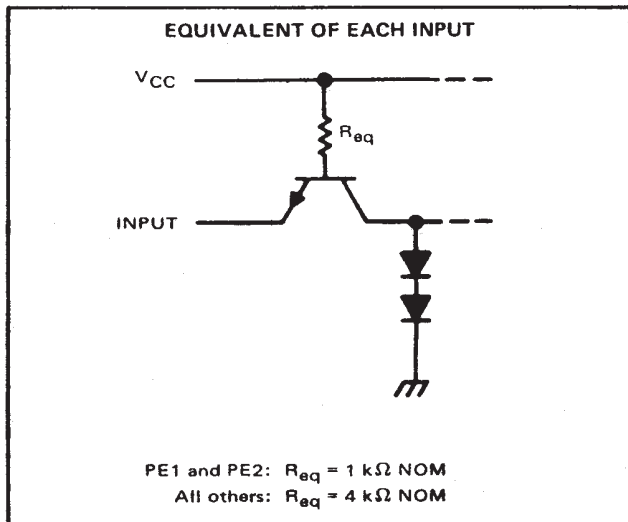 EQUIVALENT OF EACH INPUT
VCC
Req
INPUT
PE1 and PE2: Req = 1 kΩ NOM
All others: Req = 4 kΩ NOM